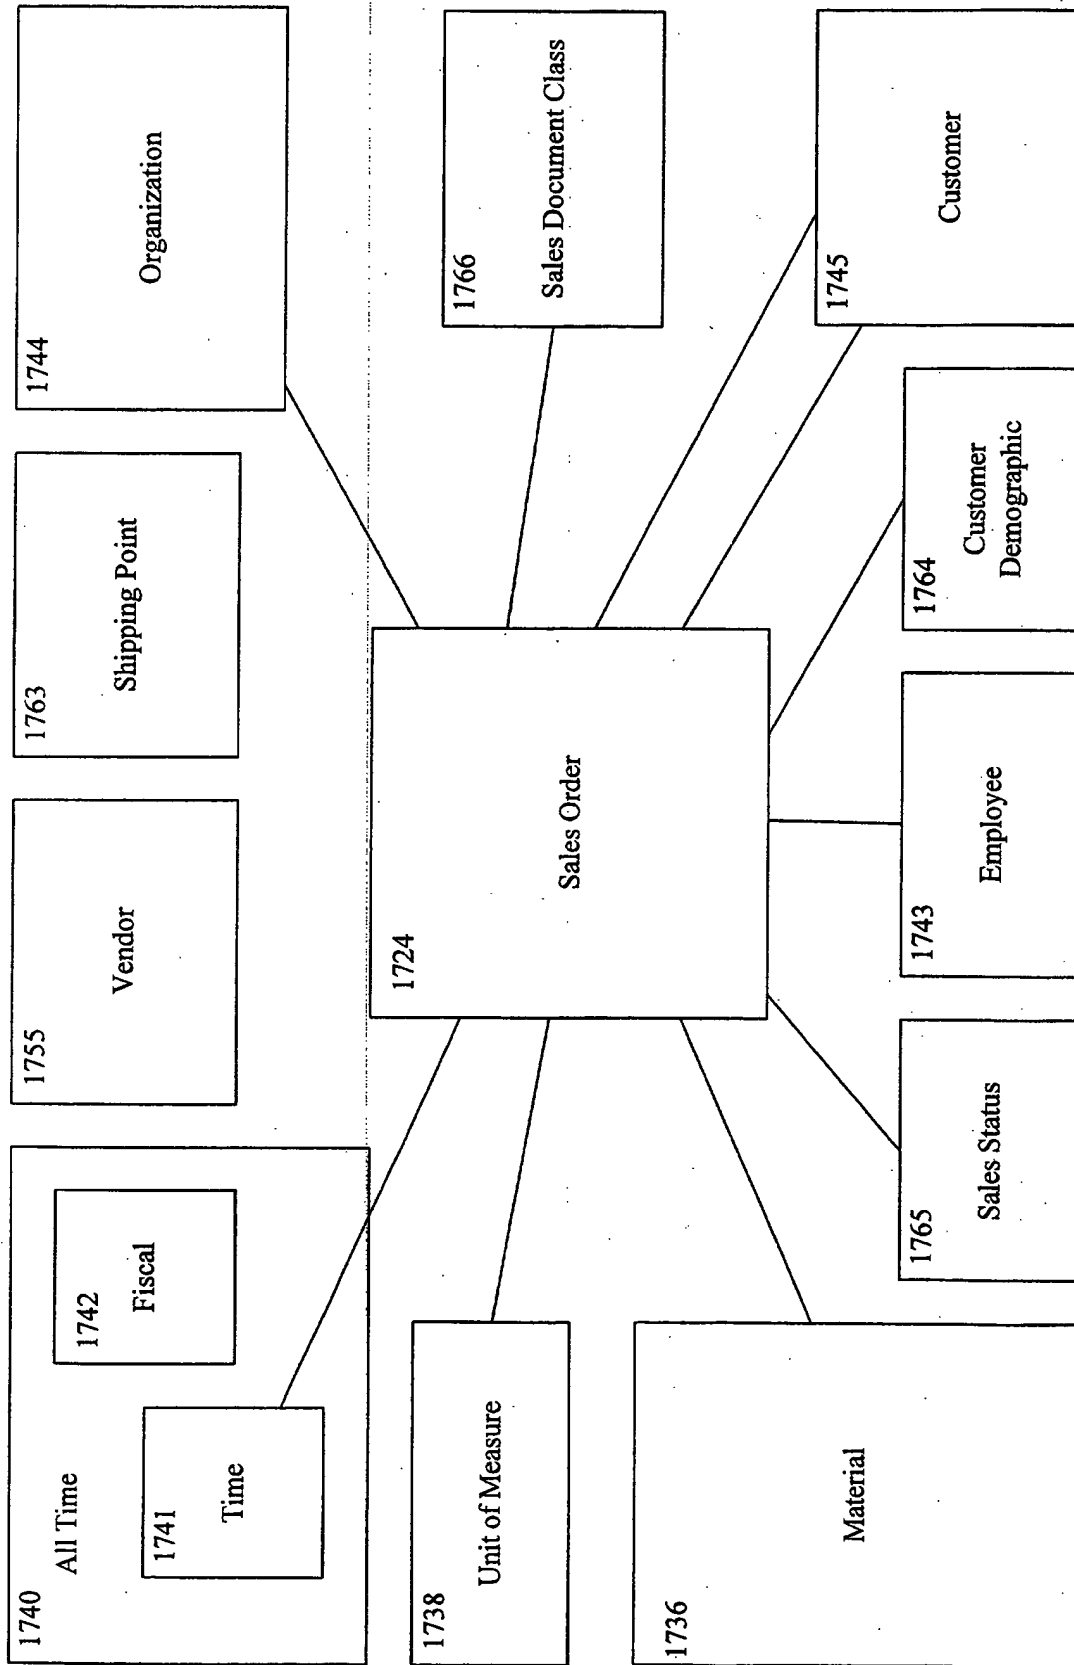 1740
All Time
1741
Time
1742
Fiscal
1755
Vendor
1763
Shipping Point
1744
Organization
1738
Unit of Measure
1724
Sales Order
1766
Sales Document Class
1736
Material
1765
Sales Status
1743
Employee
1764
Customer
Demographic
1745
Customer